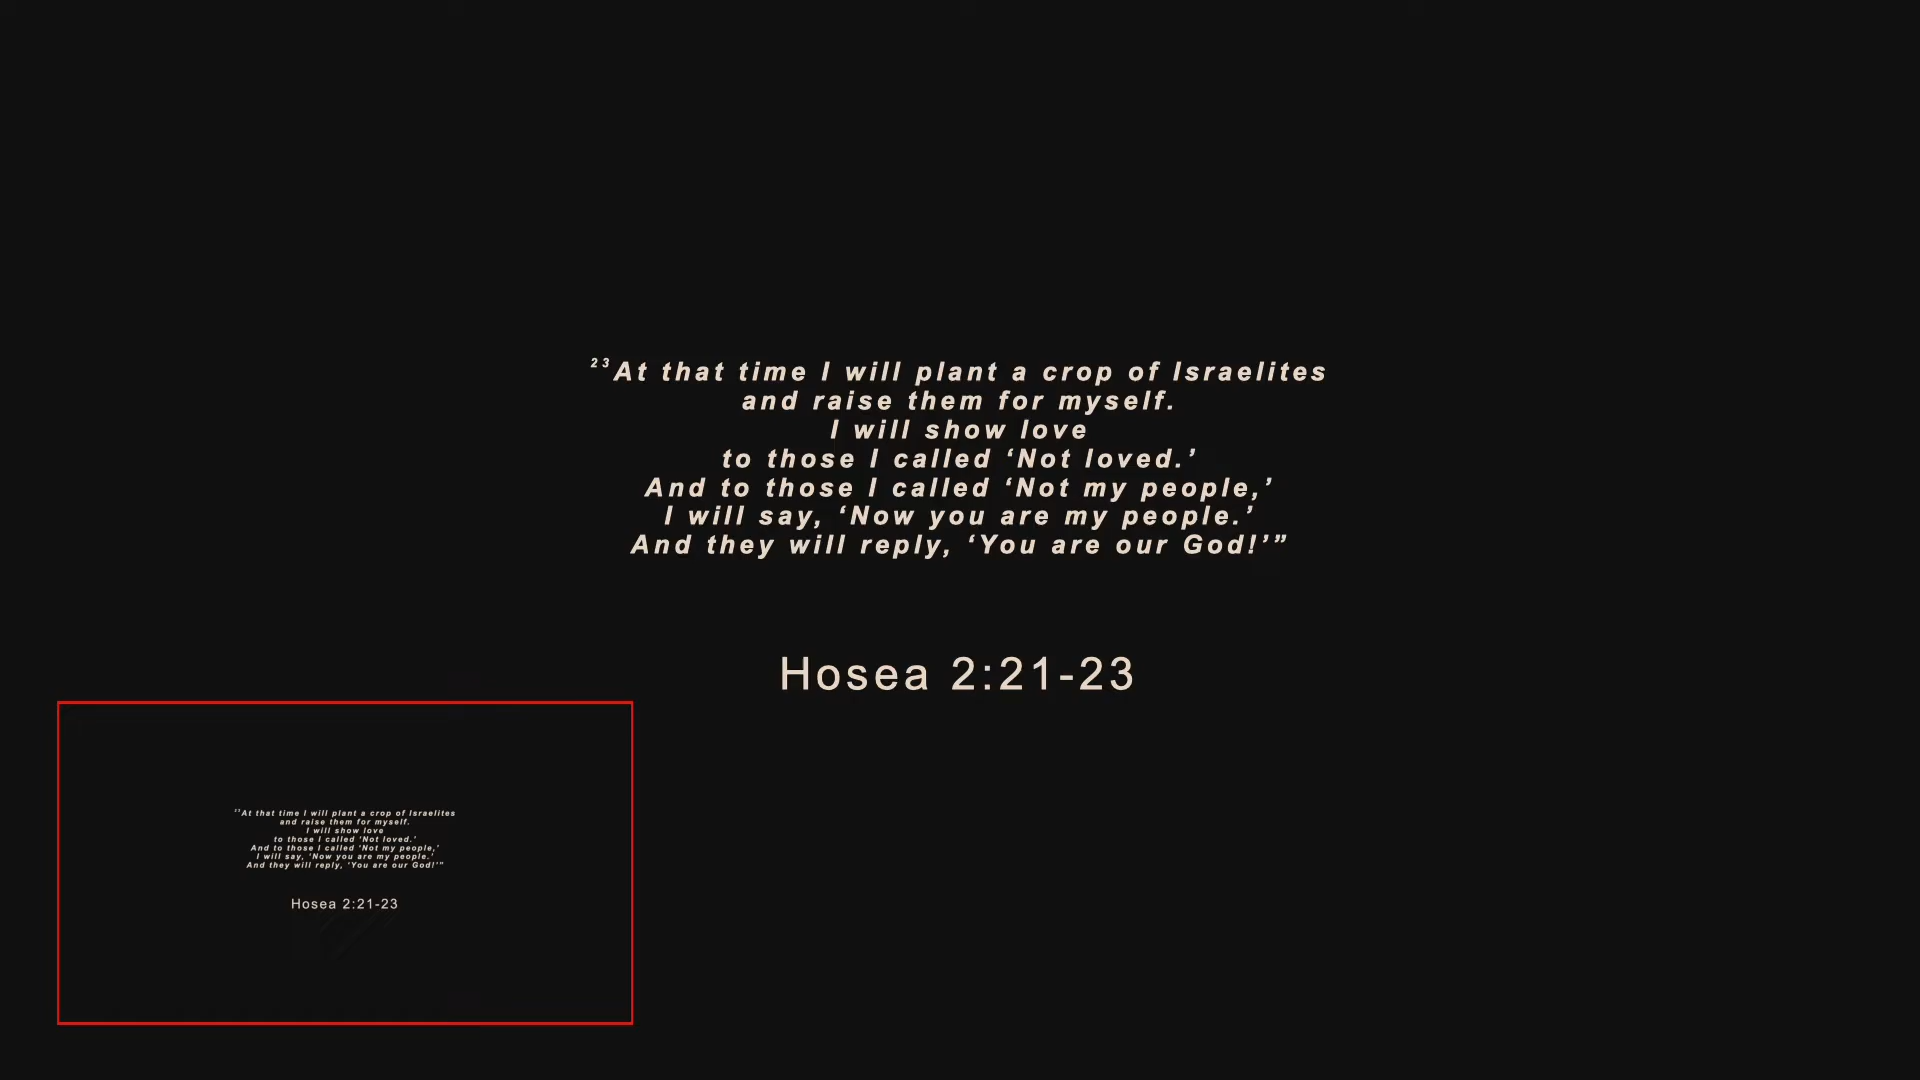 ²³At that time I will plant a crop of Israelites
and raise them for myself.
I will show love
to those I called ‘Not loved.’
And to those I called ‘Not my people,’
I will say, ‘Now you are my people.’
And they will reply, ‘You are our God!’”
Hosea 2:21-23
²³At that time I will plant a crop of Israelites
and raise them for myself.
I will show love
to those I called ‘Not loved.’
And to those I called ‘Not my people,’
I will say, ‘Now you are my people.’
And they will reply, ‘You are our God!’”
Hosea 2:21-23